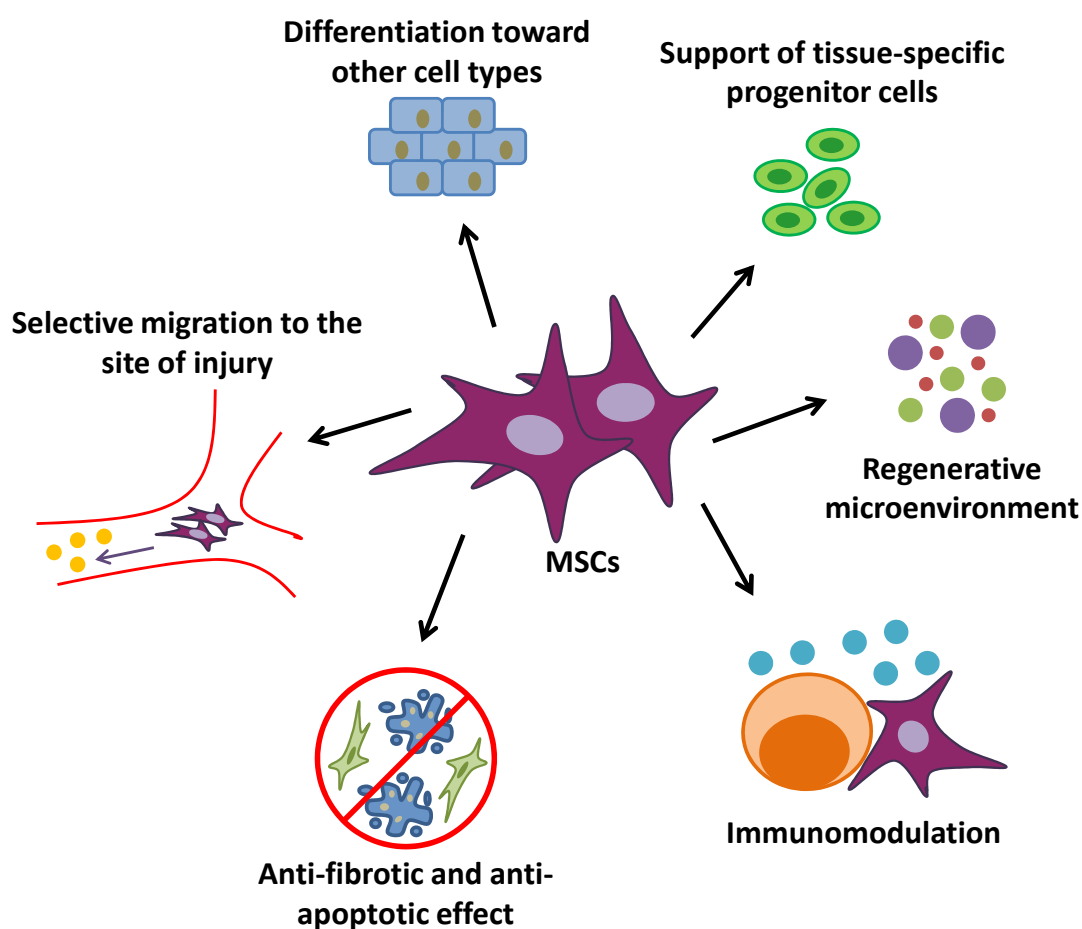 Differentiation toward
other cell types
Support of tissue-specific
progenitor cells
Selective migration to the
site of injury
Regenerative
microenvironment
MSCs
Immunomodulation
Anti-fibrotic and anti-
apoptotic effect